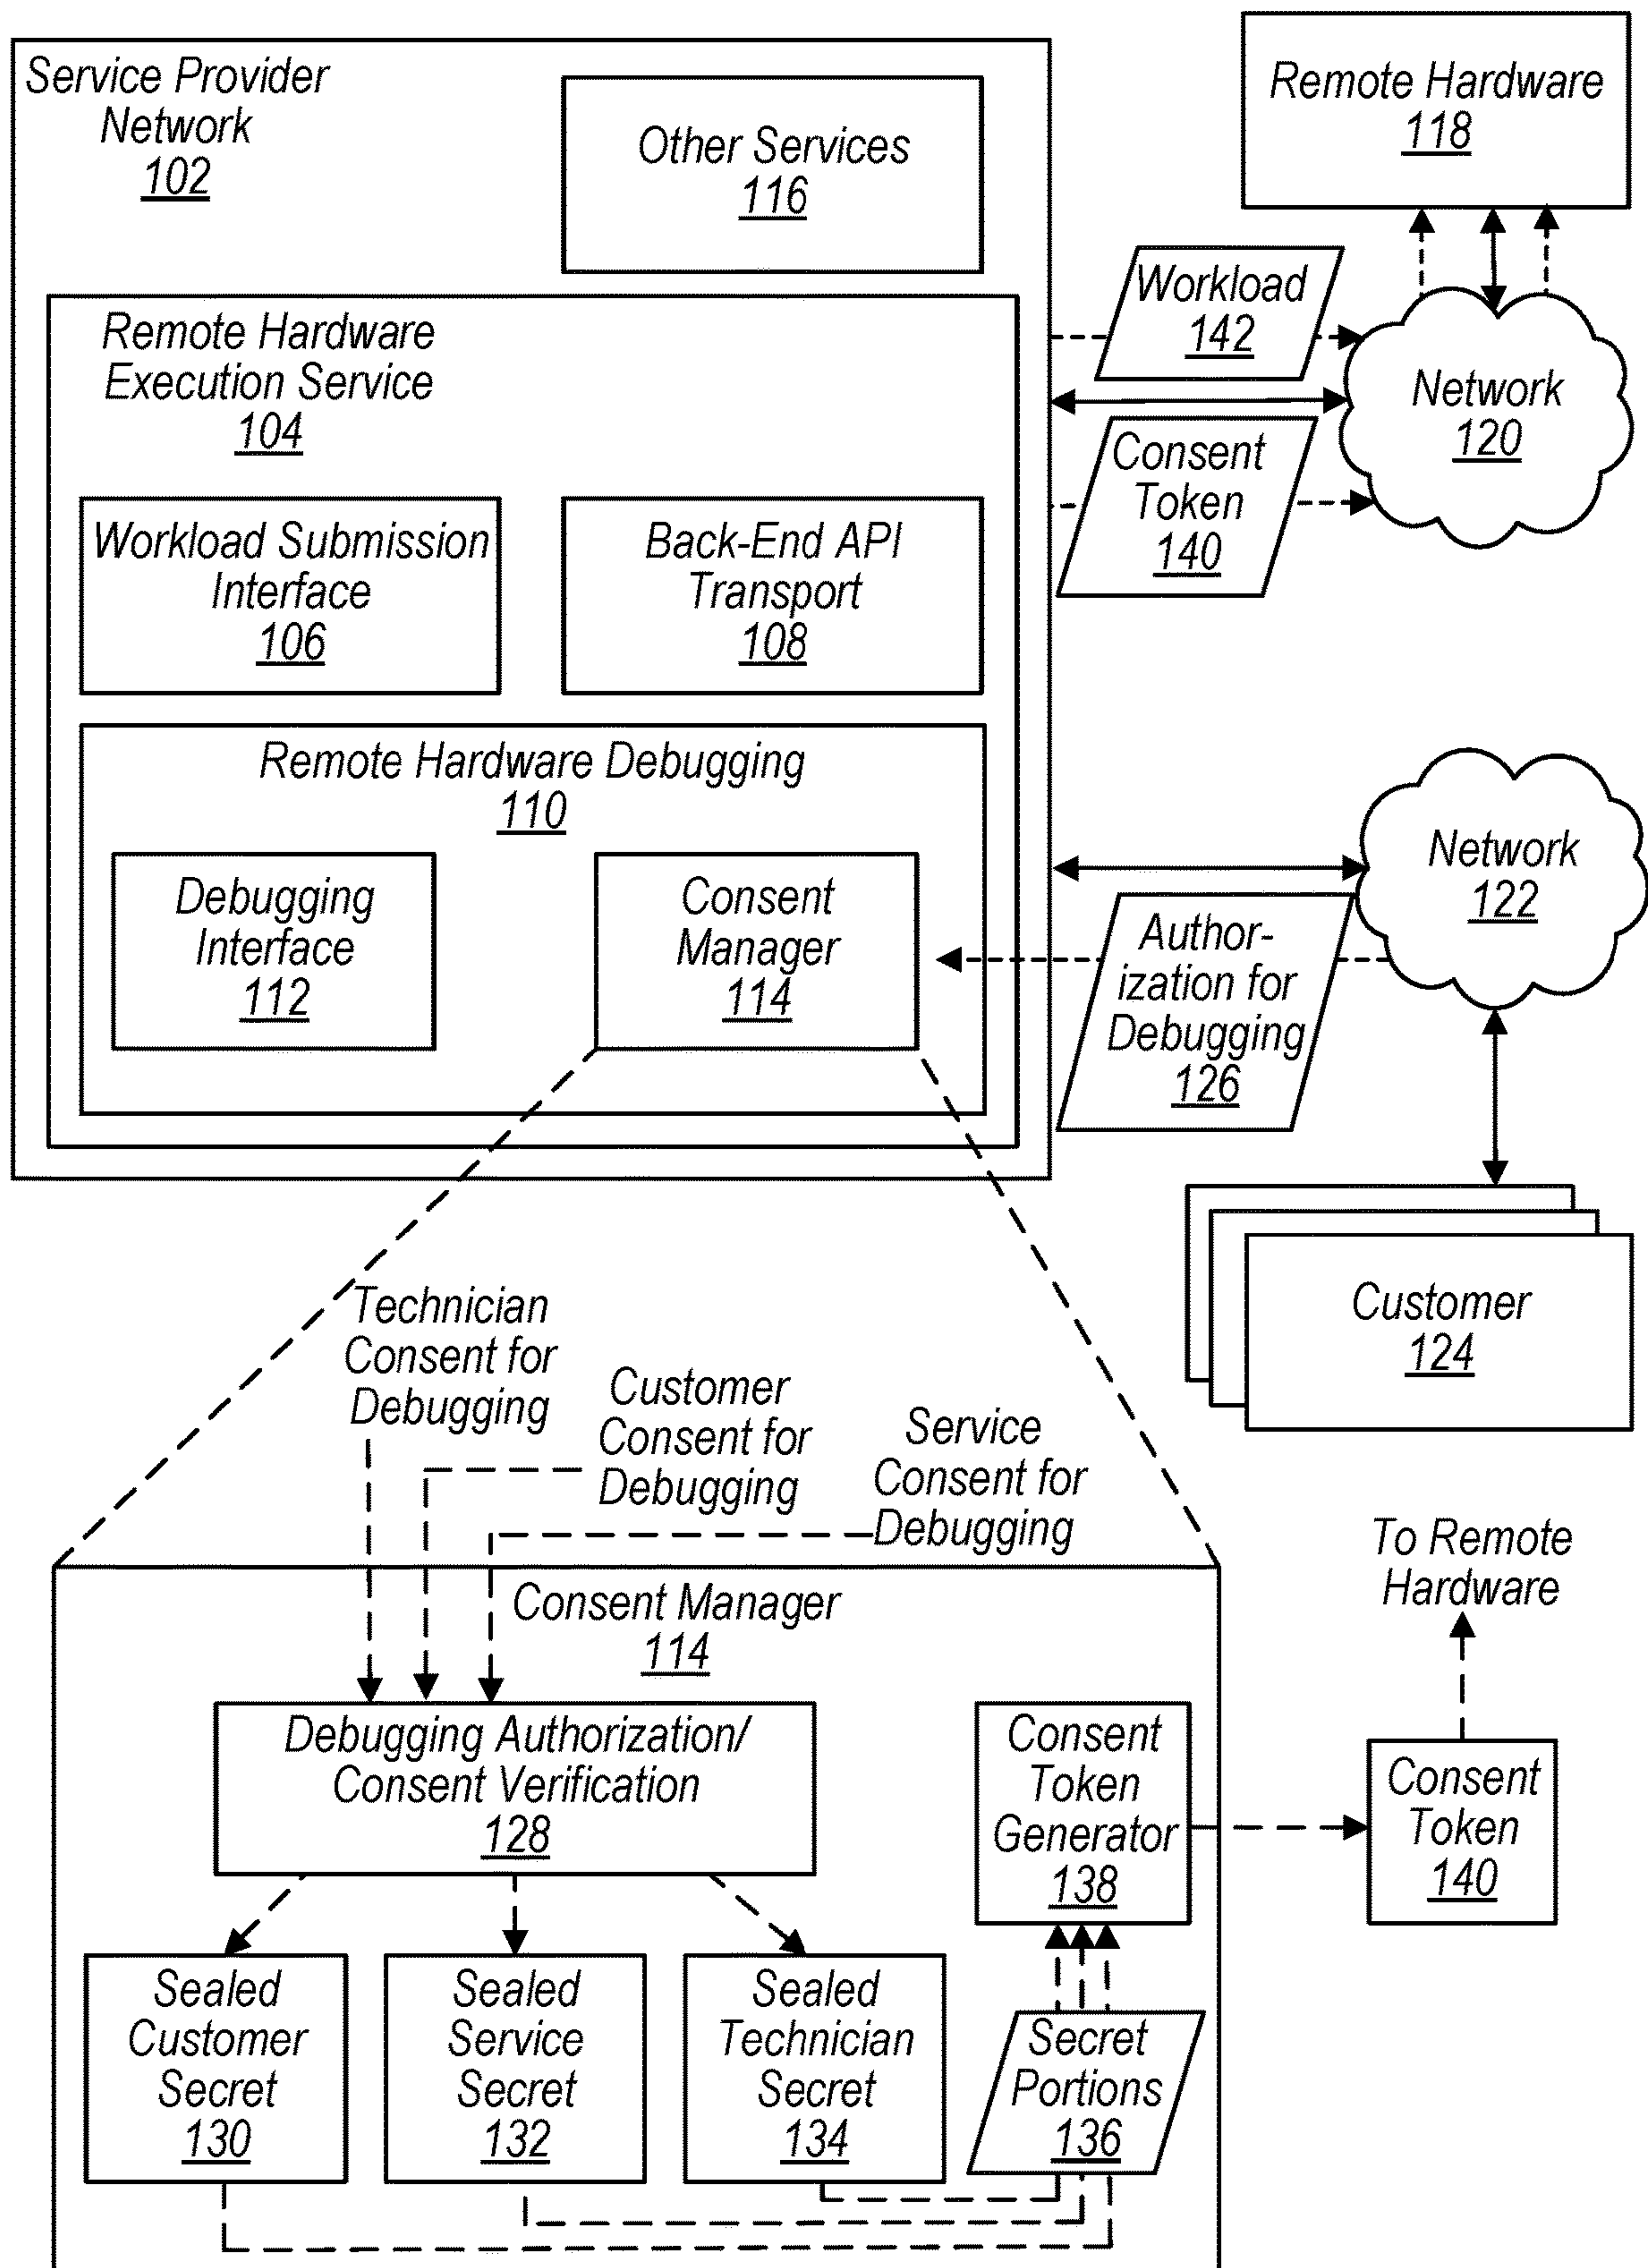 Service Provider
Network
102
Other Services
116
Remote Hardware
118
Remote Hardware
Execution Service
104
Workload
142
Network
120
Consent
Token
140
Workload Submission
Interface
106
Back-End API
Transport
108
Remote Hardware Debugging
110
Debugging
Interface
112
Consent
Manager
114
Network
122
Author-
ization for
Debugging
126
Customer
124
Technician
Consent for
Debugging
Customer
Consent for
Debugging
Service
Consent for
Debugging
To Remote
Hardware
Consent Manager
114
Debugging Authorization/
Consent Verification
128
Consent
Token
Generator
138
Consent
Token
140
Sealed
Customer
Secret
130
Sealed
Service
Secret
132
Sealed
Technician
Secret
134
Secret
Portions
136